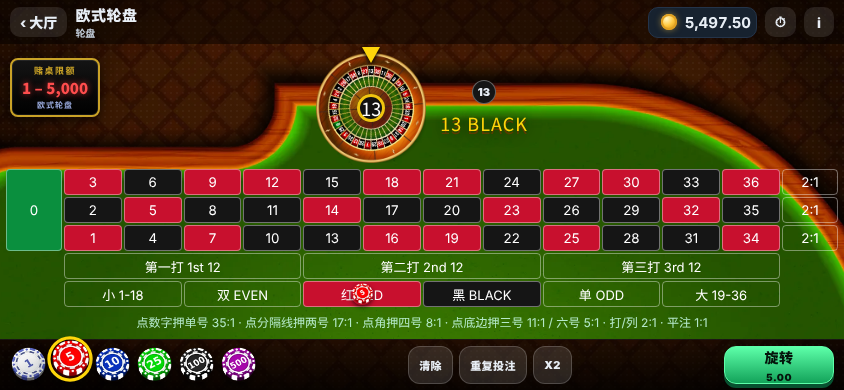 ‹ 大厅
欧式轮盘
轮盘
5,497.50
i
赌桌限额
1 – 5,000
欧式轮盘
13
13
13 BLACK
3 6 9 12 15 18 21 24 27 30 33 36 2:1
0 2 5 8 11 14 17 20 23 26 29 32 35 2:1
1 4 7 10 13 16 19 22 25 28 31 34 2:1
第一打 1st 12 第二打 2nd 12 第三打 3rd 12
小 1-18 双 EVEN 红 5 D 黑 BLACK 单 ODD 大 19-36
点数字押单号 35:1 · 点分隔线押两号 17:1 · 点角押四号 8:1 · 点底边押三号 11:1 / 六号 5:1 · 打/列 2:1 · 平注 1:1
1 5 10 25 100 500 清除 重复投注 X2 旋转
5.00